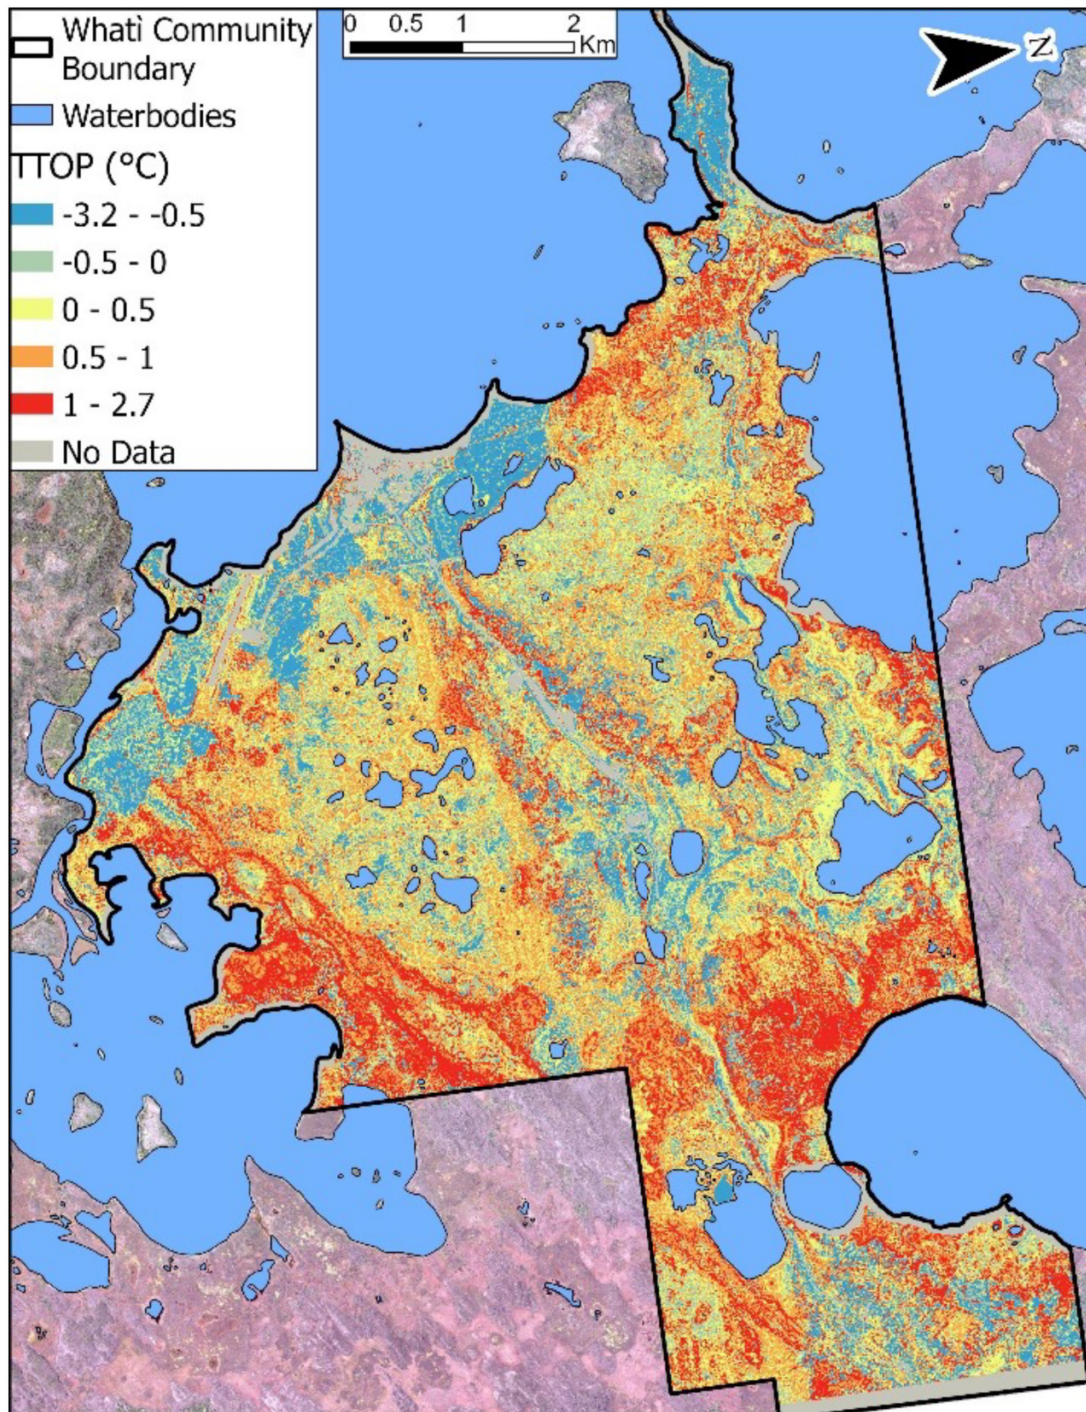 Whatì Community
Boundary
Waterbodies
TTOP (°C)
-3.2 - -0.5
-0.5 - 0
0 - 0.5
0.5 - 1
1 - 2.7
No Data
0 0.5 1 2
Km
N